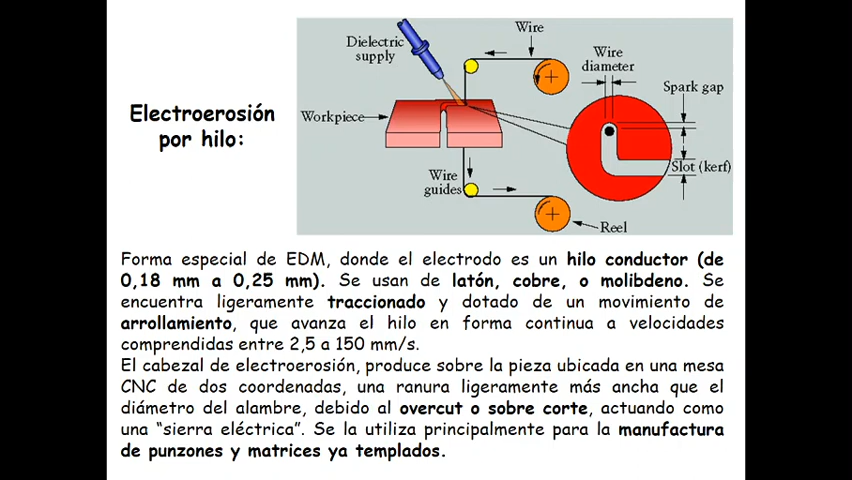 Electroerosión
por hilo:
Dielectric
supply
Wire
Wire
diameter
Spark gap
Workpiece
Slot (kerf)
Wire
guides
Reel
Forma especial de EDM, donde el electrodo es un hilo conductor (de
0,18 mm a 0,25 mm). Se usan de latón, cobre, o molibdeno. Se
encuentra ligeramente traccionado y dotado de un movimiento de
arrollamiento, que avanza el hilo en forma continua a velocidades
comprendidas entre 2,5 a 150 mm/s.
El cabezal de electroerosión, produce sobre la pieza ubicada en una mesa
CNC de dos coordenadas, una ranura ligeramente más ancha que el
diámetro del alambre, debido al overcut o sobre corte, actuando como
una “sierra eléctrica”. Se la utiliza principalmente para la manufactura
de punzones y matrices ya templados.